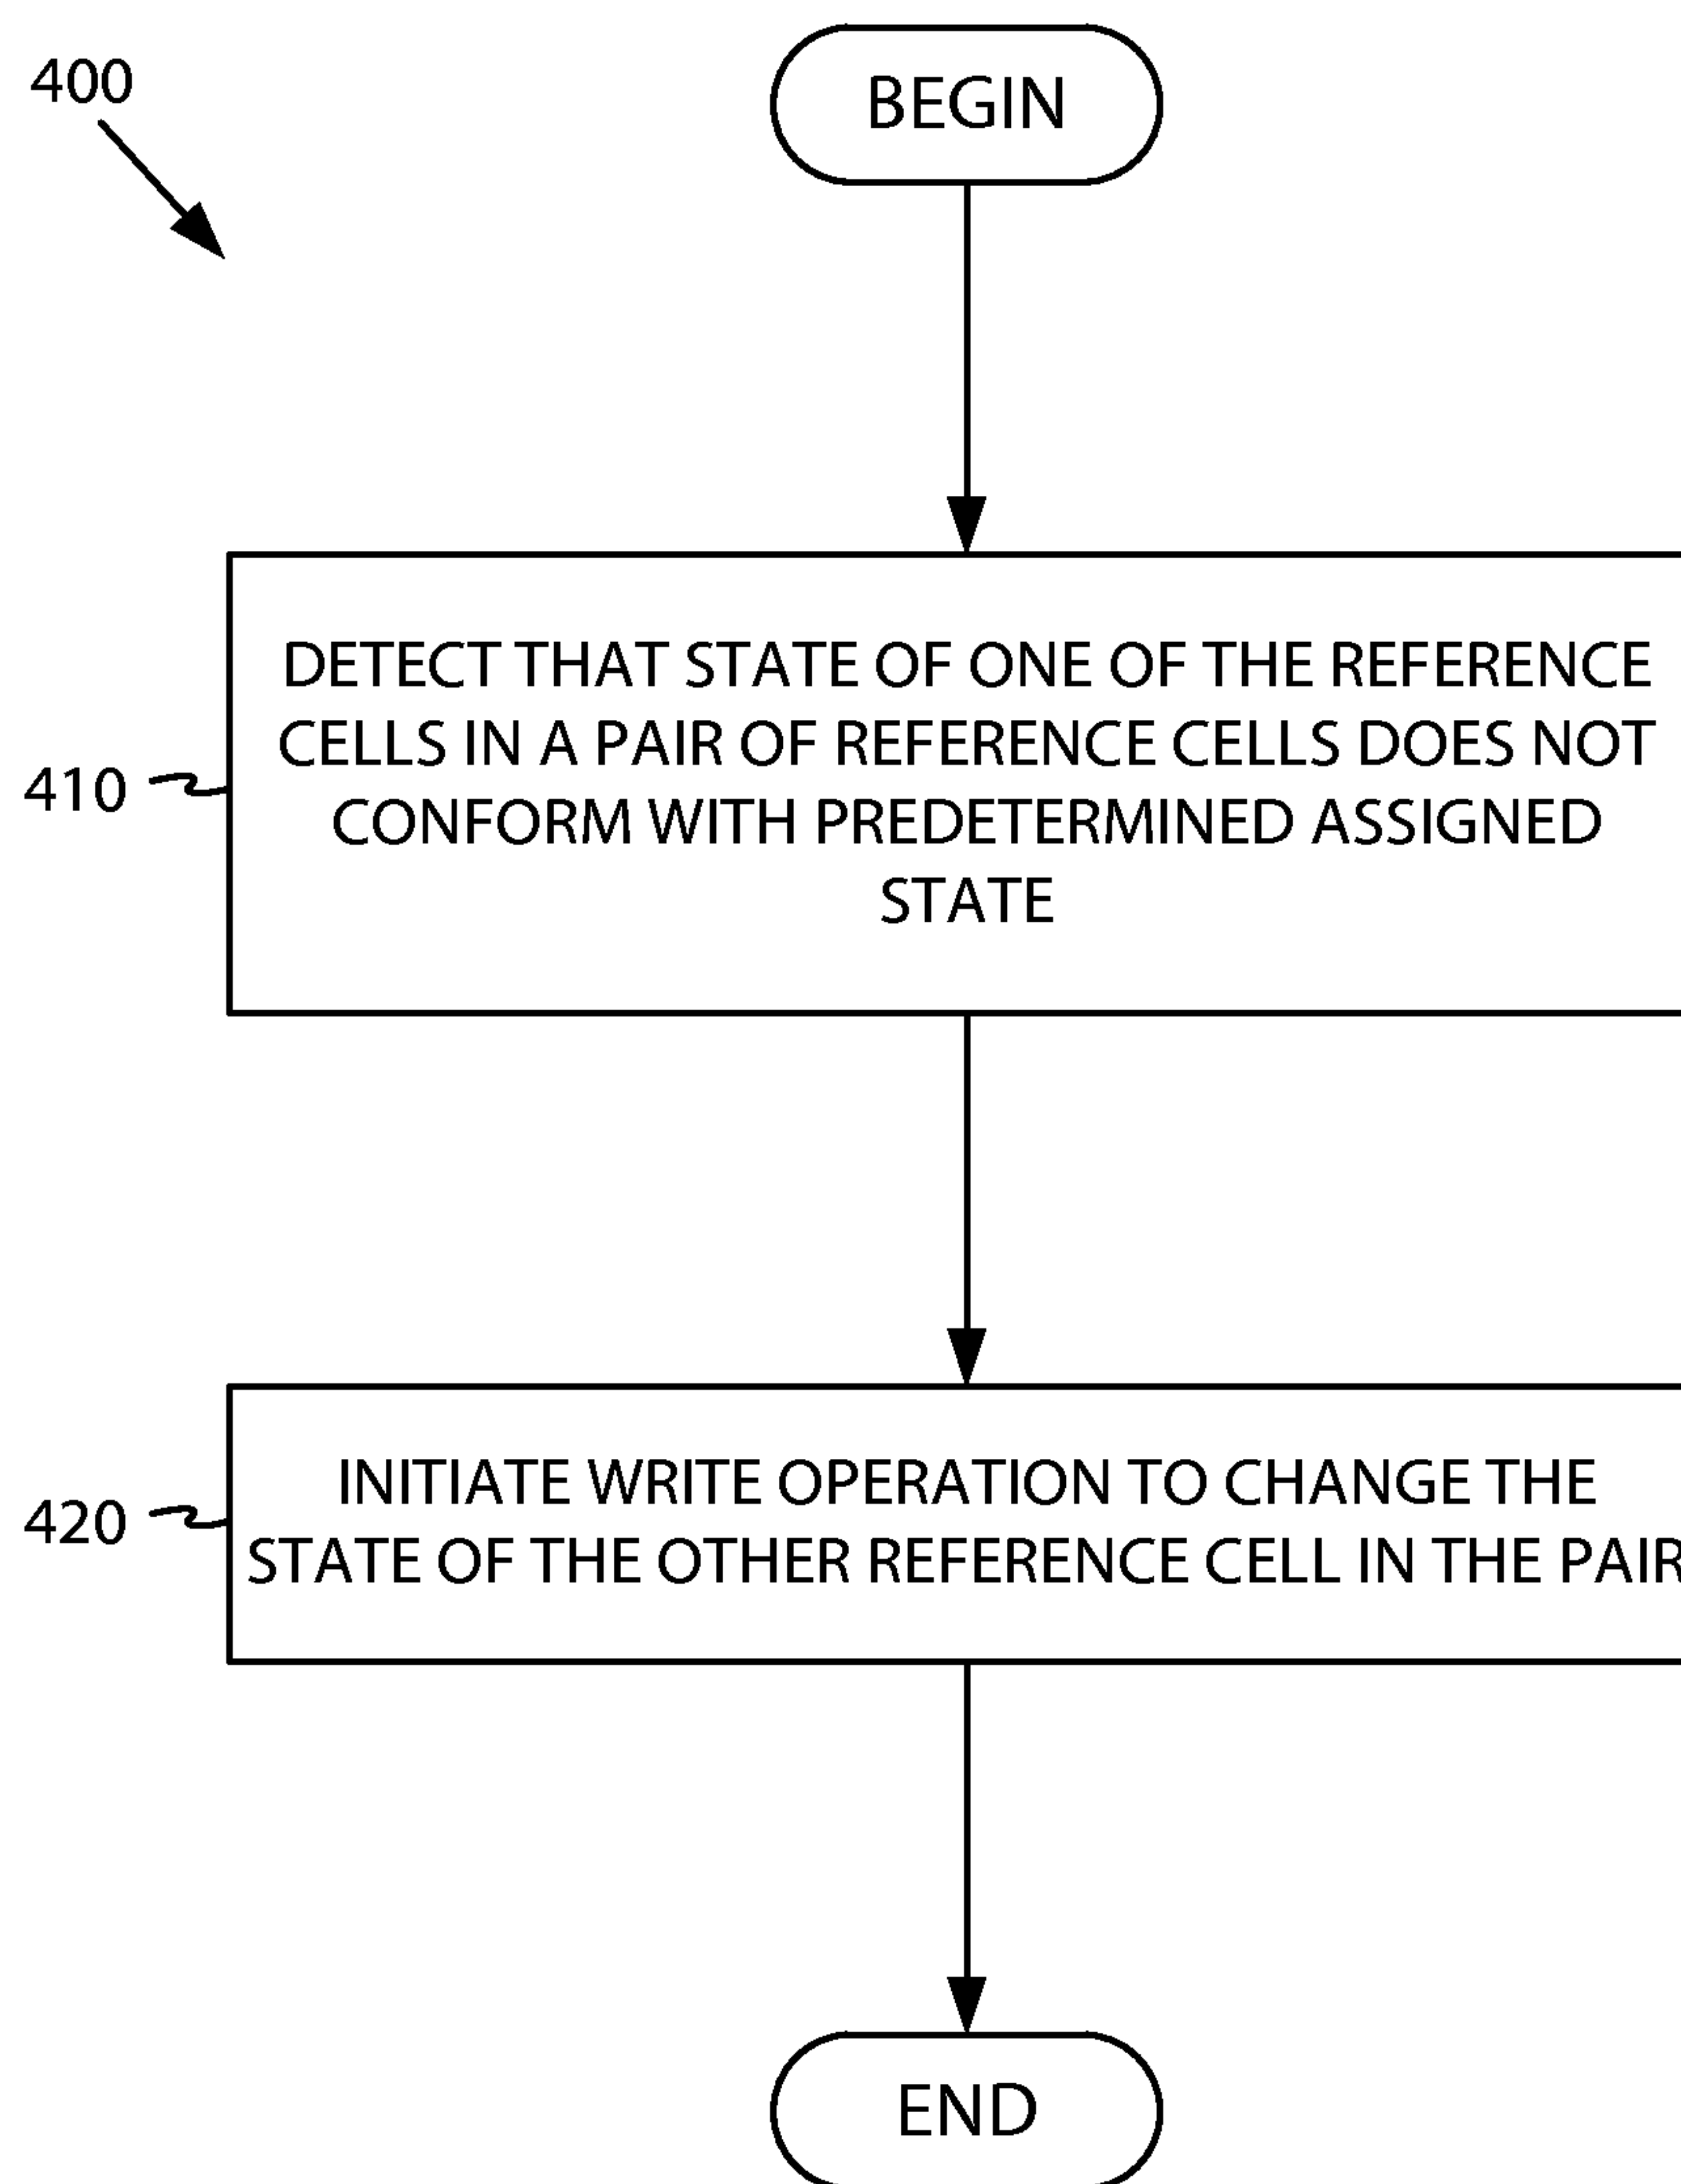 400
BEGIN
DETECT THAT STATE OF ONE OF THE REFERENCE
CELLS IN A PAIR OF REFERENCE CELLS DOES NOT
CONFORM WITH PREDETERMINED ASSIGNED
STATE
410
INITIATE WRITE OPERATION TO CHANGE THE
STATE OF THE OTHER REFERENCE CELL IN THE PAIR
420
END